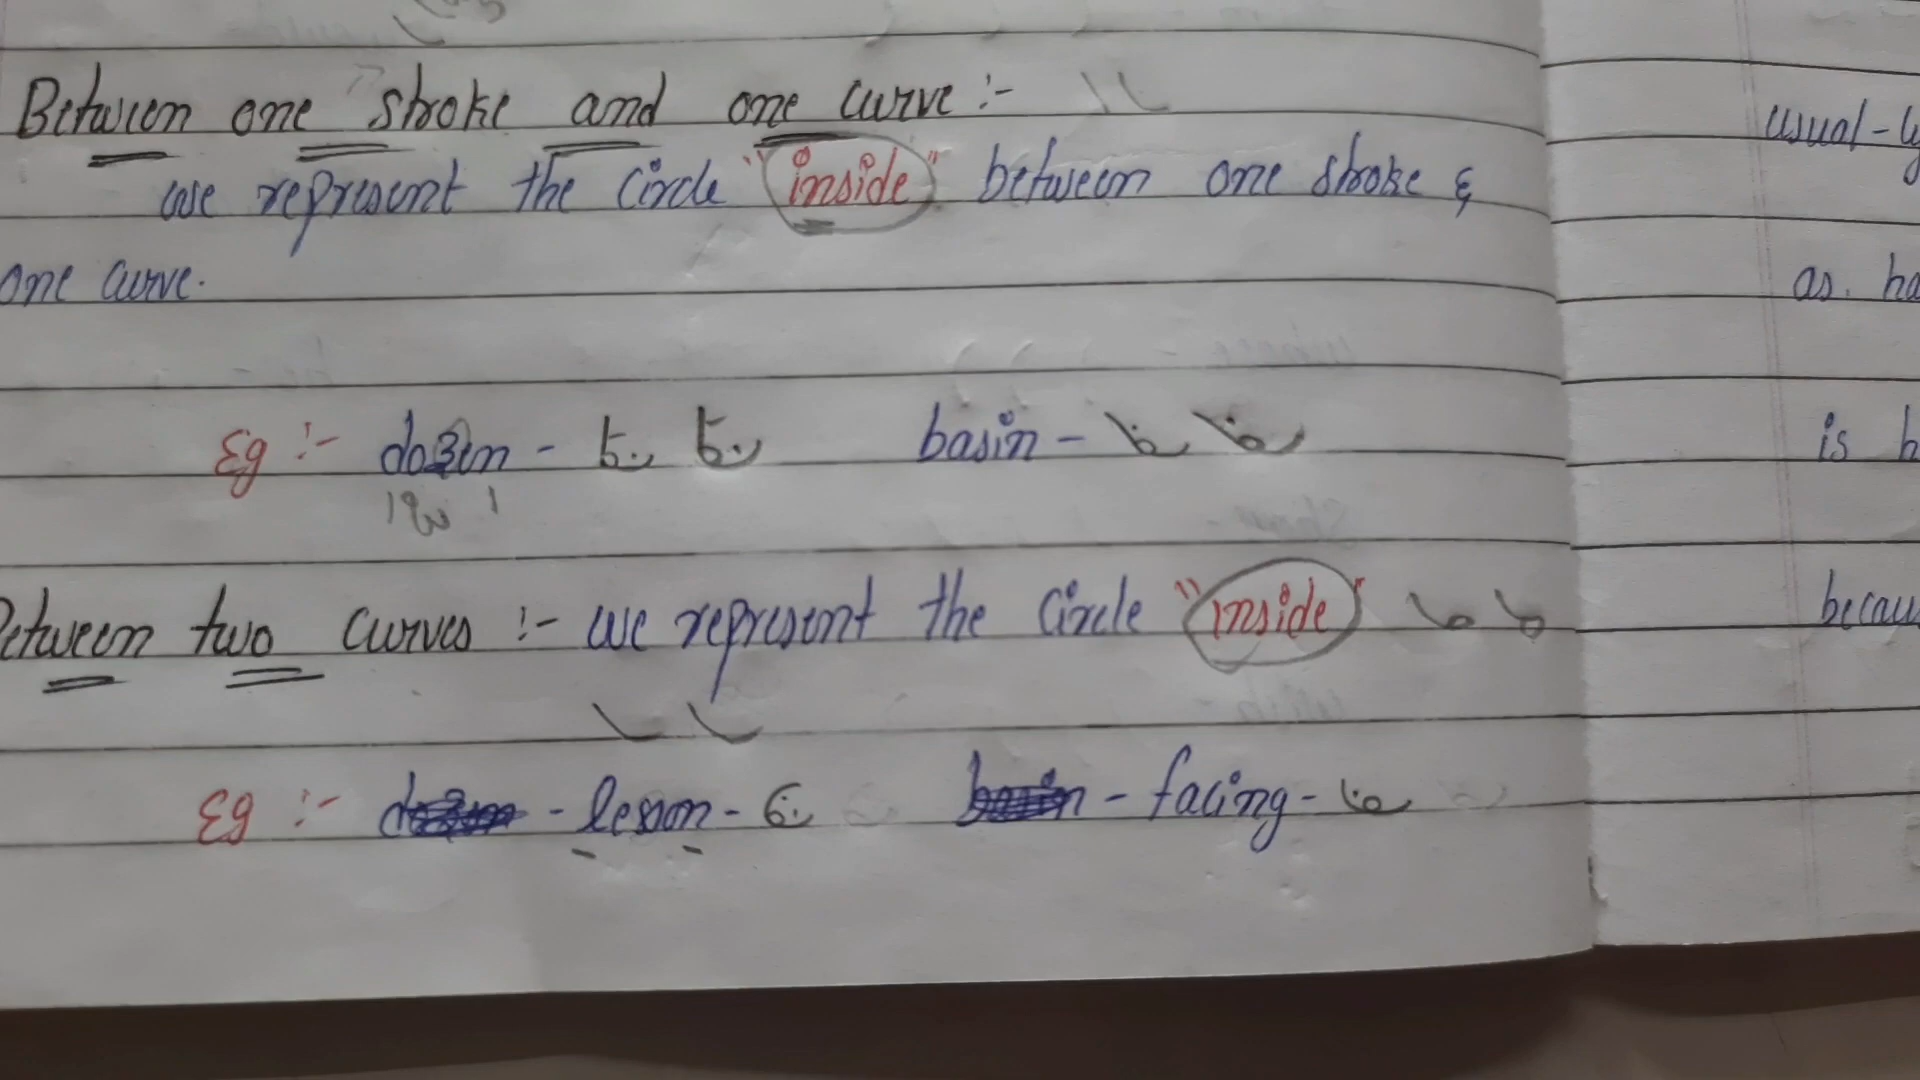 Between one stroke and one curve :-
we represent the circle "inside" between one stroke &
one curve.
Eg :- dozen - basin -
Between two curves :- we represent the circle "inside"
Eg :- - lesson - - facing -
usual-ly
as. ha
is h
becau